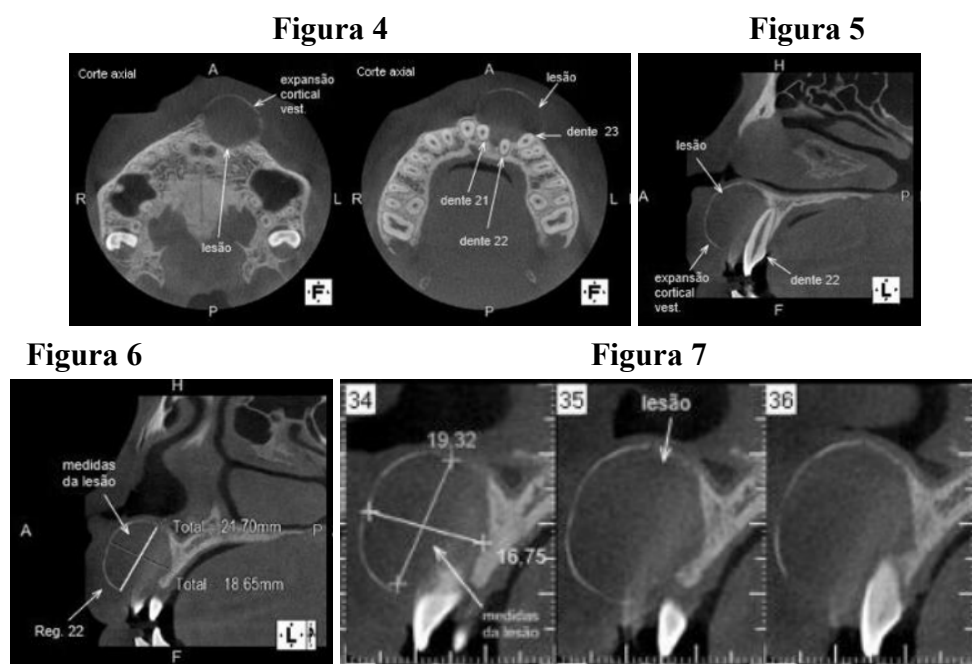 Figura 4
Figura 5
Corte axial
A
expansão
cortical
vest.
R
lesão
P
F
Corte axial
A
lesão
dente 23
dente 21
dente 22
L
P
F
H
lesão
A
P
expansão
cortical
vest.
dente 22
L
F
Figura 6
Figura 7
H
medidas
da lesão
A
Total 21.70mm
P
Total 18.65mm
Reg. 22
L
F
34
19,32
16,75
medidas
da lesão
35
lesão
36